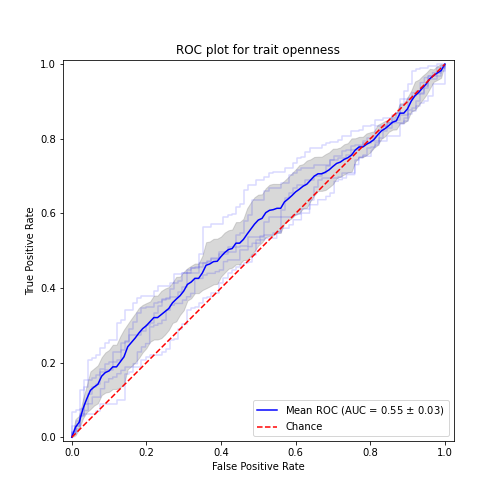 ROC plot for trait openness
1.0
0.8
0.6
0.4
0.2
0.0
True Positive Rate
0.0 0.2 0.4 0.6 0.8 1.0
False Positive Rate
Mean ROC (AUC = 0.55 ± 0.03)
Chance